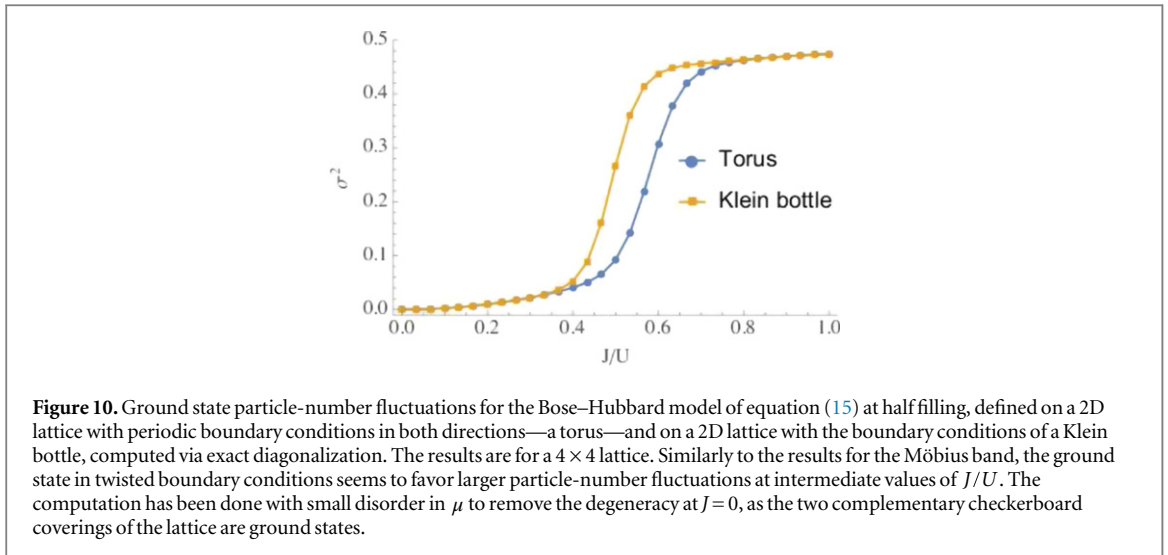 0.5
0.4
0.3
0.2
0.1
0.0
σ²
0.0 0.2 0.4 0.6 0.8 1.0
J/U
Torus
Klein bottle
Figure 10. Ground state particle-number fluctuations for the Bose–Hubbard model of equation (15) at half filling, defined on a 2D
lattice with periodic boundary conditions in both directions—a torus—and on a 2D lattice with the boundary conditions of a Klein
bottle, computed via exact diagonalization. The results are for a 4 × 4 lattice. Similarly to the results for the Möbius band, the ground
state in twisted boundary conditions seems to favor larger particle-number fluctuations at intermediate values of J/U. The
computation has been done with small disorder in μ to remove the degeneracy at J = 0, as the two complementary checkerboard
coverings of the lattice are ground states.